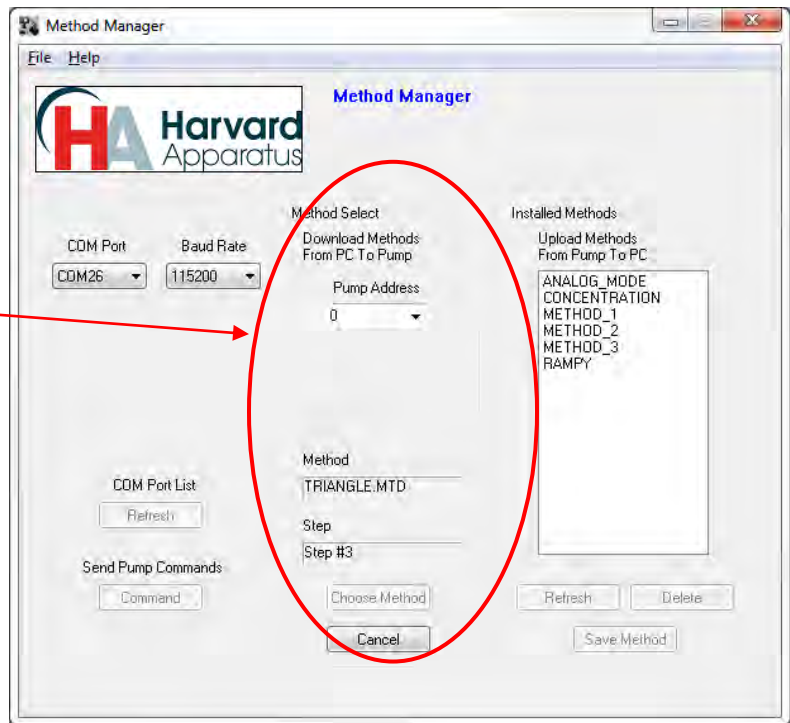 Method Manager
File Help
Method Manager
HA Harvard
Apparatus
Method Select
Installed Methods
COM Port
Baud Rate
Download Methods
From PC To Pump
Upload Methods
From Pump To PC
COM26
115200
Pump Address
0
ANALOG_MODE
CONCENTRATION
METHOD_1
METHOD_2
METHOD_3
RAMPY
Method
COM Port List
TRIANGLE.MTD
Refresh
Step
Step #3
Send Pump Commands
Command
Choose Method
Refresh
Delete
Cancel
Save Method